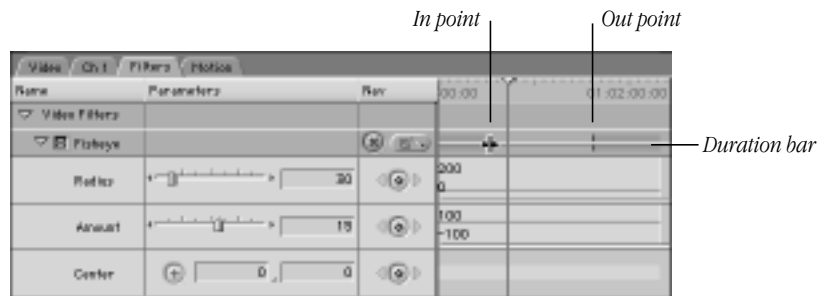 In point
Out point
Video Ch 1 Filters Motion
Name Parameters Nav 00:00 01:02:00:00
Video Filters
Fisheye
Duration bar
Radius 30 200
0
Amount 15 100
-100
Center 0 , 0